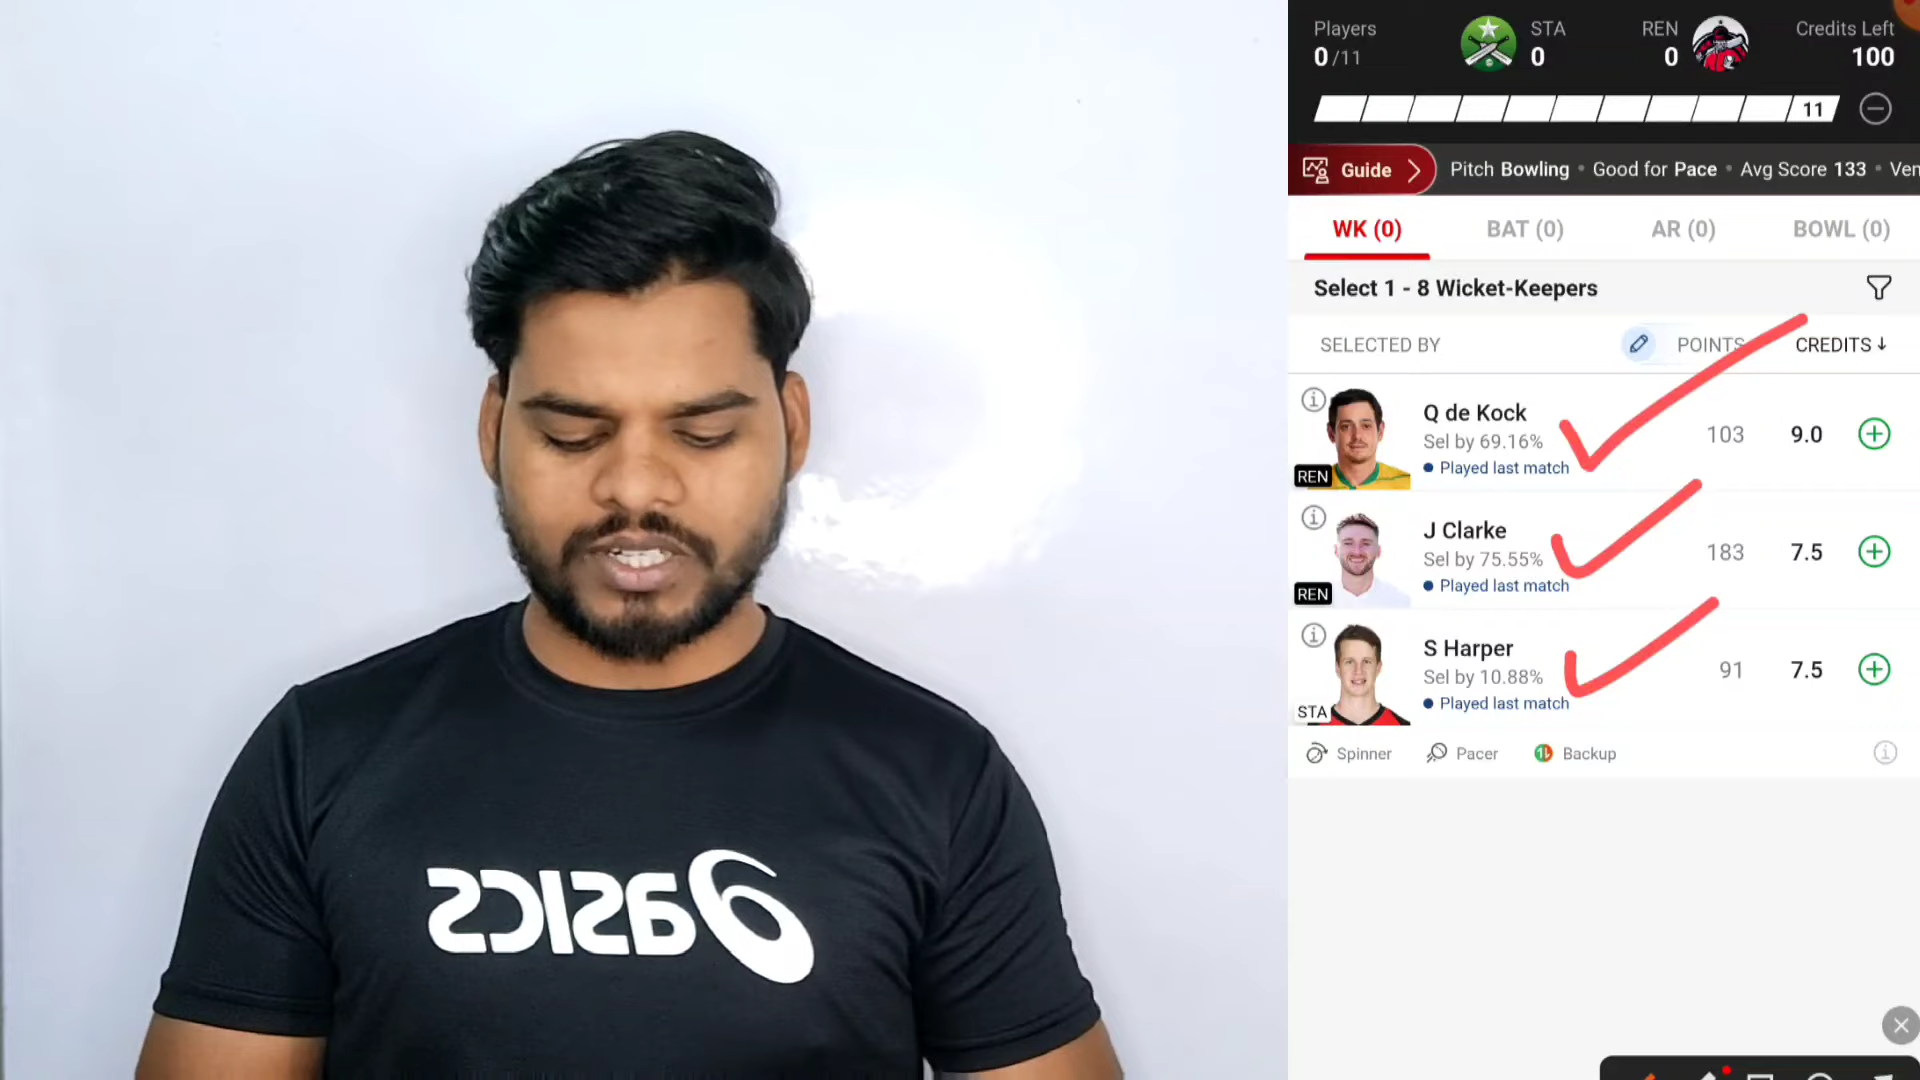 Players
0/11
STA
0
REN
0
Credits Left
100
11
Guide
Pitch Bowling • Good for Pace • Avg Score 133 • Ven
WK (0)
BAT (0)
AR (0)
BOWL (0)
Select 1 - 8 Wicket-Keepers
SELECTED BY
POINTS
CREDITS ↓
Q de Kock
Sel by 69.16%
Played last match
REN
103
9.0
J Clarke
Sel by 75.55%
Played last match
REN
183
7.5
S Harper
Sel by 10.88%
Played last match
STA
91
7.5
Spinner
Pacer
Backup
asics